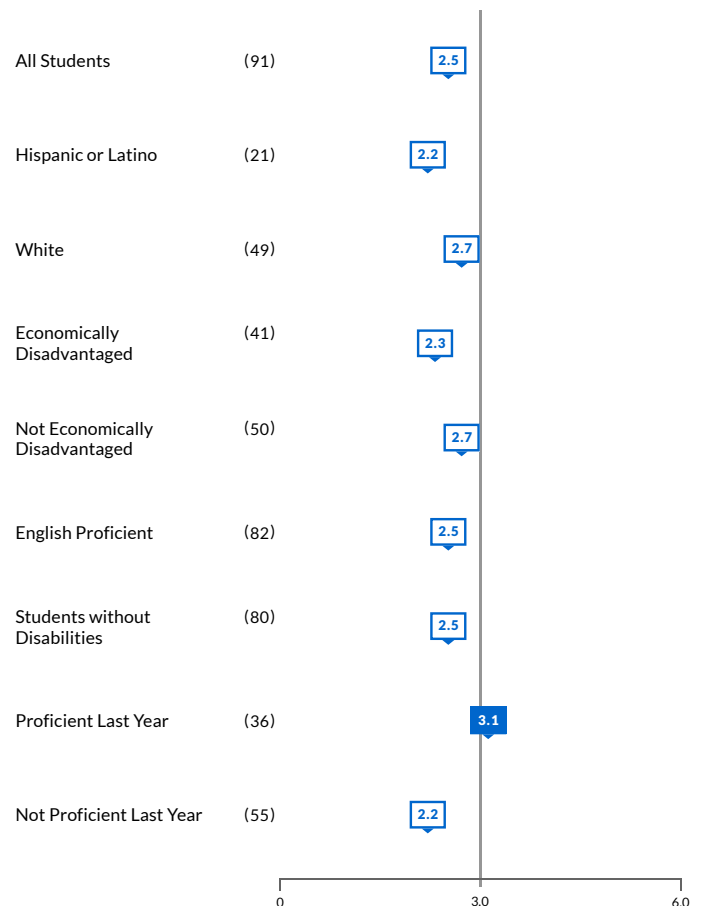 All Students (91) 2.5
Hispanic or Latino (21) 2.2
White (49) 2.7
Economically
Disadvantaged (41) 2.3
Not Economically
Disadvantaged (50) 2.7
English Proficient (82) 2.5
Students without
Disabilities (80) 2.5
Proficient Last Year (36) 3.1
Not Proficient Last Year (55) 2.2
0 3.0 6.0